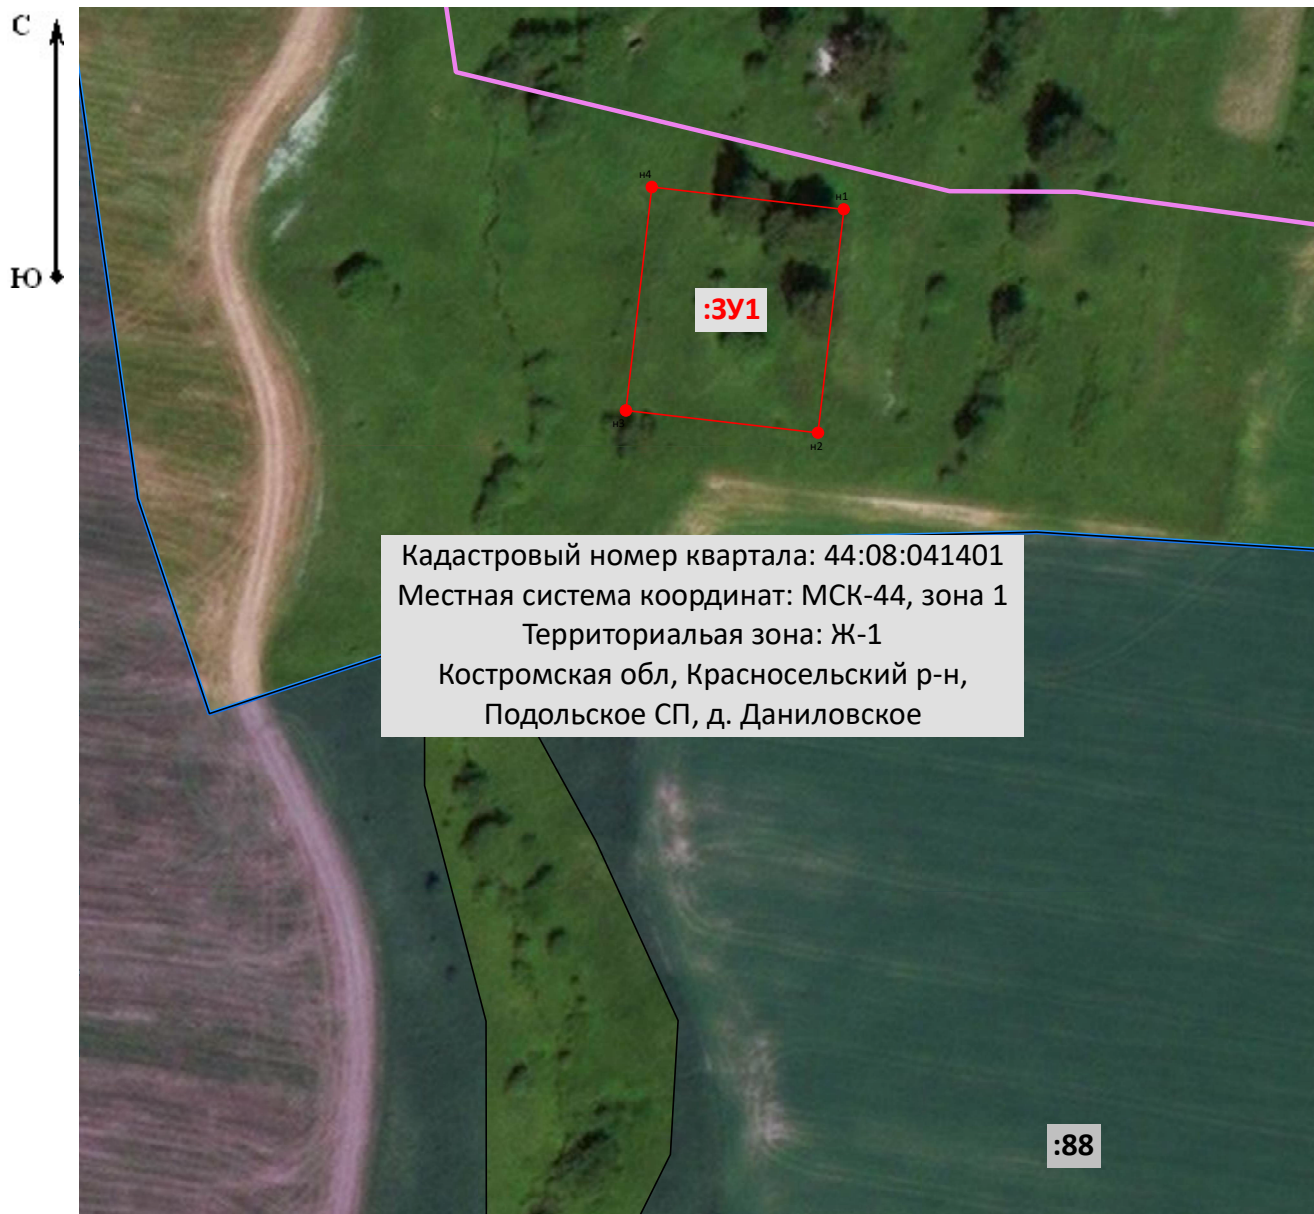 С
Ю
н4
н1
:ЗУ1
н3
н2
Кадастровый номер квартала: 44:08:041401
Местная система координат: МСК-44, зона 1
Территориальая зона: Ж-1
Костромская обл, Красносельский р-н,
Подольское СП, д. Даниловское
:88